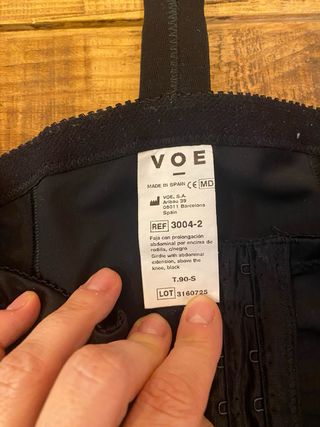 VOE
MADE IN SPAIN CE MD
VOE, S.A.
Aribau 39
08011 Barcelona
Spain
REF 3004-2
Faja con prolongación
abdominal por encima de
rodilla, c/negro
Girdle with abdominal
extension, above the
knee, black
T.90-S
LOT 3160725